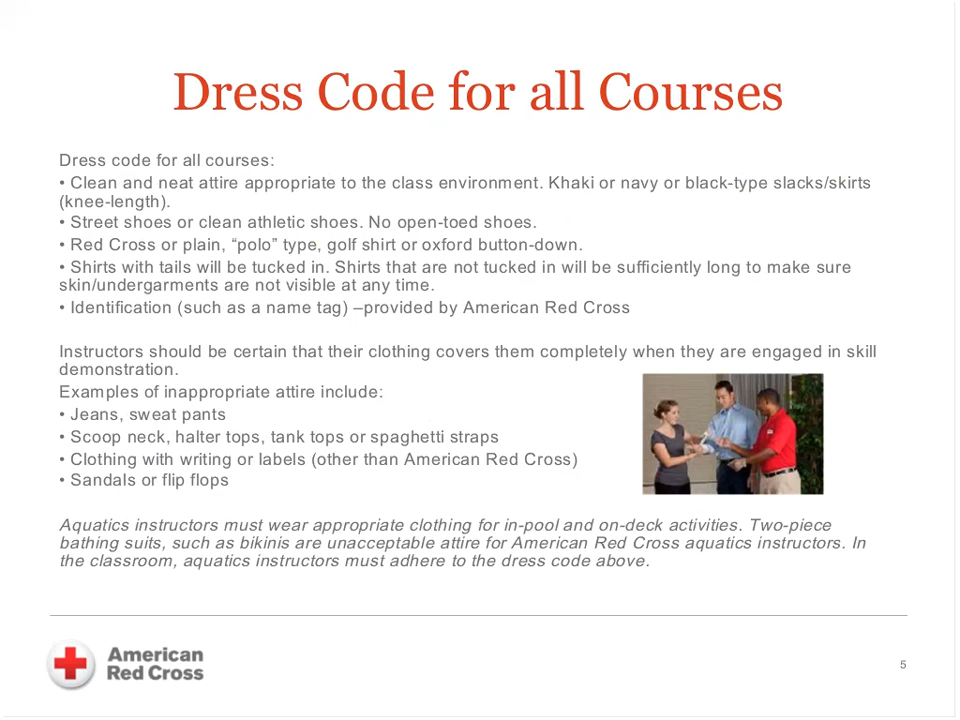 Dress Code for all Courses
Dress code for all courses:
• Clean and neat attire appropriate to the class environment. Khaki or navy or black-type slacks/skirts
(knee-length).
• Street shoes or clean athletic shoes. No open-toed shoes.
• Red Cross or plain, “polo” type, golf shirt or oxford button-down.
• Shirts with tails will be tucked in. Shirts that are not tucked in will be sufficiently long to make sure
skin/undergarments are not visible at any time.
• Identification (such as a name tag) –provided by American Red Cross
Instructors should be certain that their clothing covers them completely when they are engaged in skill
demonstration.
Examples of inappropriate attire include:
• Jeans, sweat pants
• Scoop neck, halter tops, tank tops or spaghetti straps
• Clothing with writing or labels (other than American Red Cross)
• Sandals or flip flops
Aquatics instructors must wear appropriate clothing for in-pool and on-deck activities. Two-piece
bathing suits, such as bikinis are unacceptable attire for American Red Cross aquatics instructors. In
the classroom, aquatics instructors must adhere to the dress code above.
American
Red Cross
5